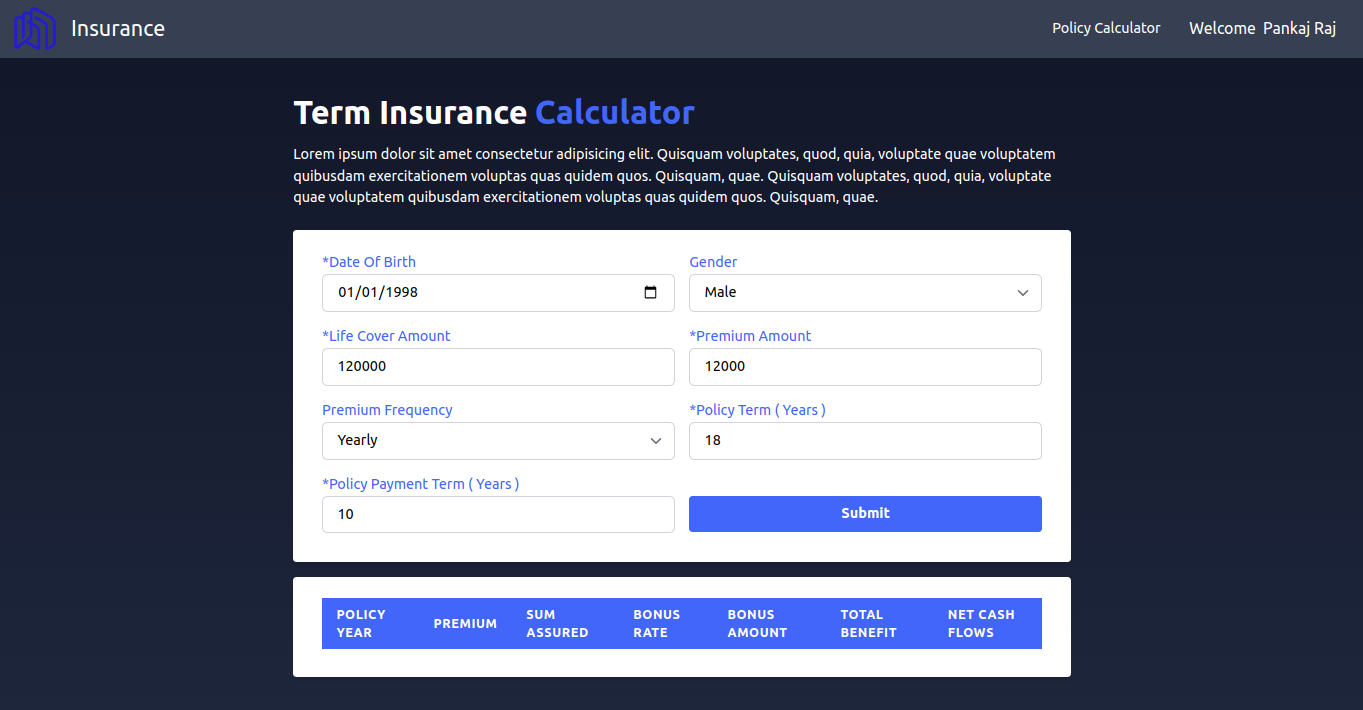 Insurance
Policy Calculator
Welcome Pankaj Raj
Term Insurance Calculator
Lorem ipsum dolor sit amet consectetur adipisicing elit. Quisquam voluptates, quod, quia, voluptate quae voluptatem
quibusdam exercitationem voluptas quas quidem quos. Quisquam, quae. Quisquam voluptates, quod, quia, voluptate
quae voluptatem quibusdam exercitationem voluptas quas quidem quos. Quisquam, quae.
*Date Of Birth
01/01/1998
Gender
Male
*Life Cover Amount
120000
*Premium Amount
12000
Premium Frequency
Yearly
*Policy Term ( Years )
18
*Policy Payment Term ( Years )
10
Submit
POLICY
YEAR
PREMIUM
SUM
ASSURED
BONUS
RATE
BONUS
AMOUNT
TOTAL
BENEFIT
NET CASH
FLOWS